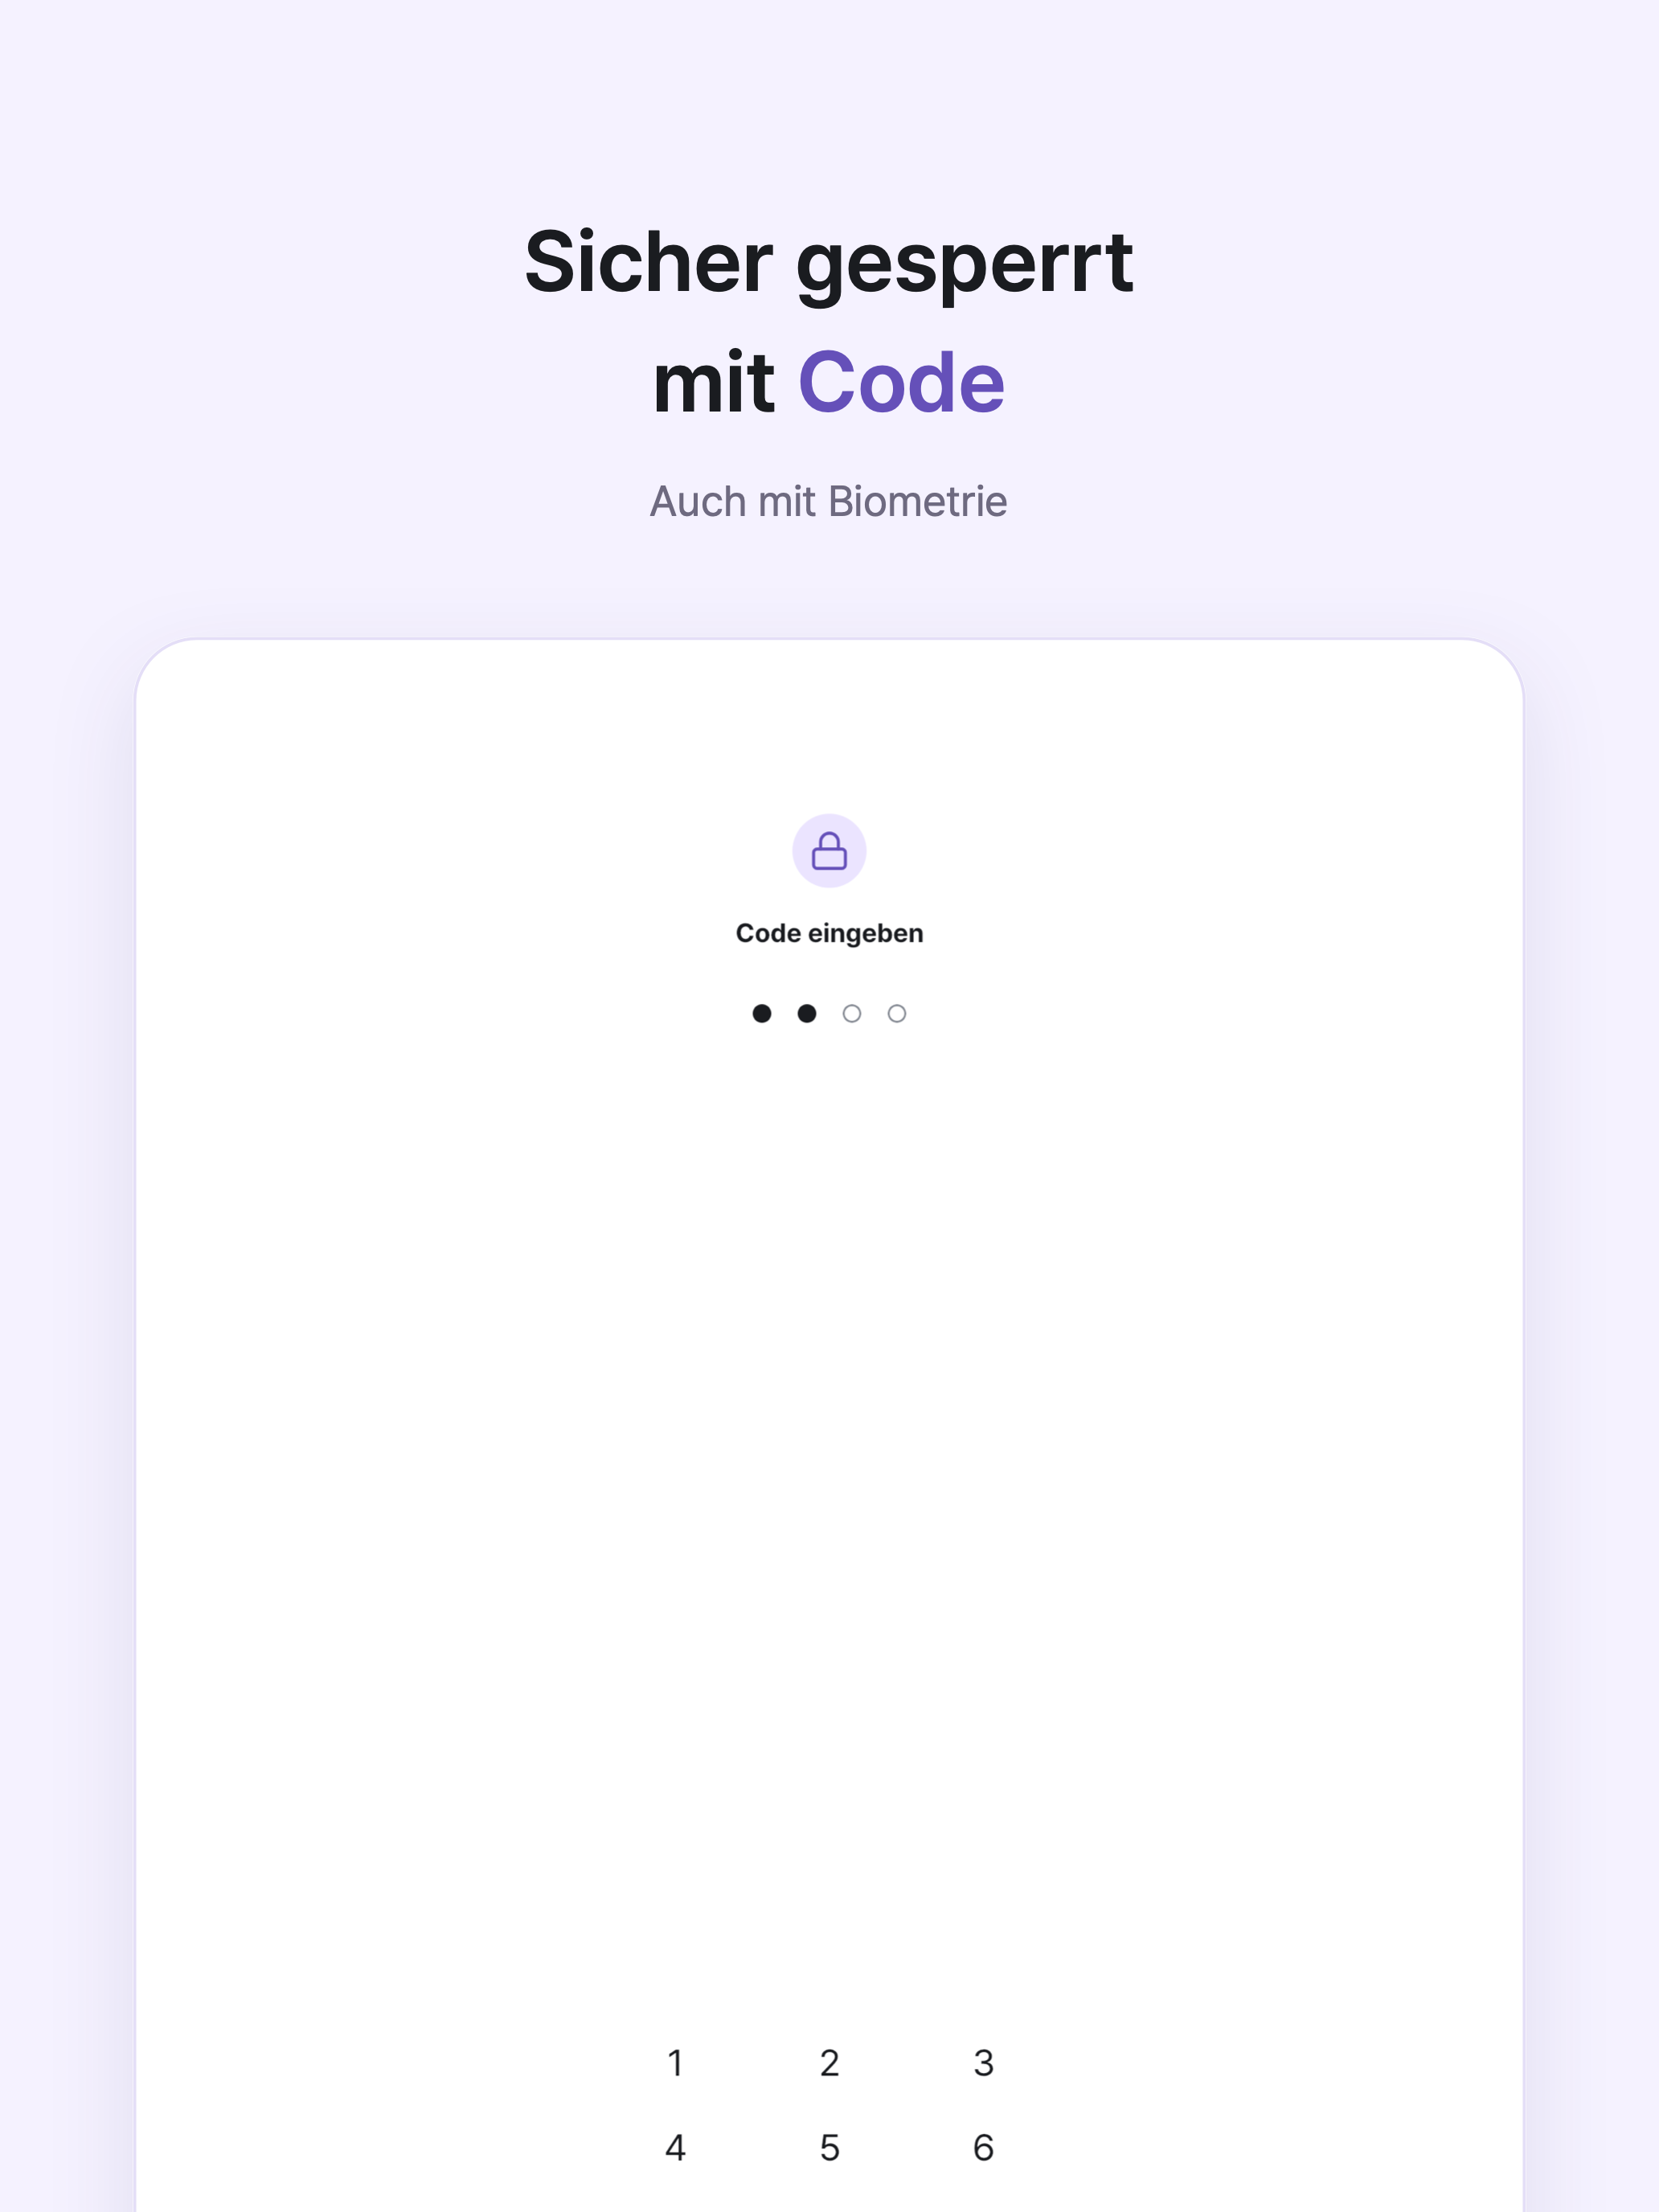 Sicher gesperrt
mit Code
Auch mit Biometrie
Code eingeben
1 2 3
4 5 6